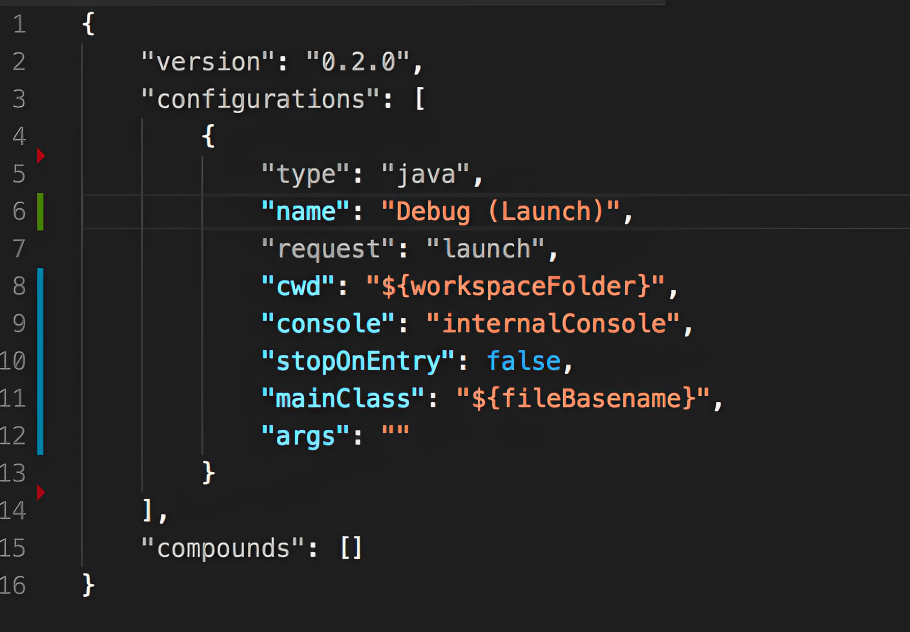 1 {
2 "version": "0.2.0",
3 "configurations": [
4 {
5 "type": "java",
6 "name": "Debug (Launch)",
7 "request": "launch",
8 "cwd": "${workspaceFolder}",
9 "console": "internalConsole",
10 "stopOnEntry": false,
11 "mainClass": "${fileBasename}",
12 "args": ""
13 }
14 ],
15 "compounds": []
16 }